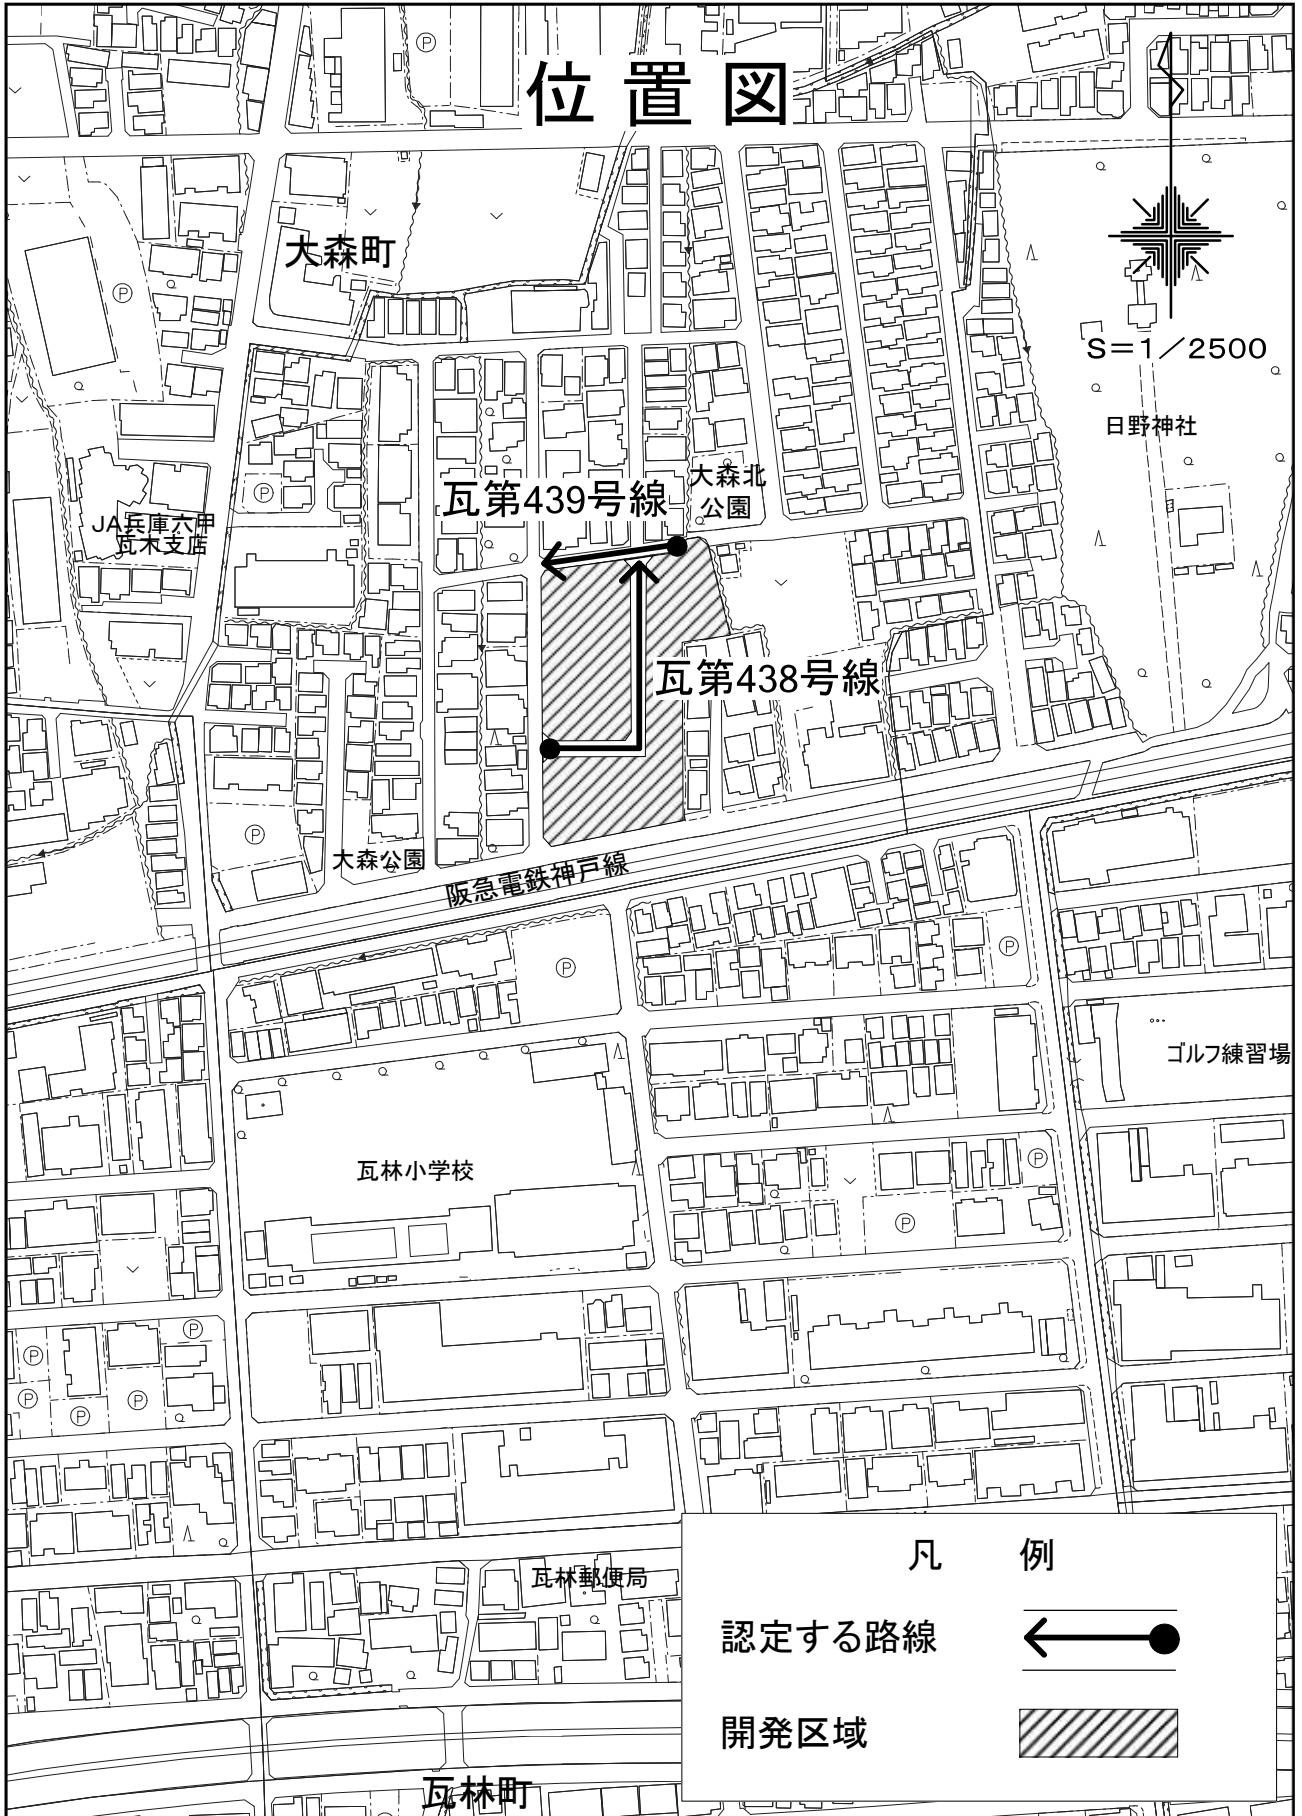 位置図
大森町
S＝1／2500
日野神社
大森北
公園
瓦第439号線
JA兵庫六甲
瓦木支店
瓦第438号線
大森公園
阪急電鉄神戸線
ゴルフ練習場
瓦林小学校
瓦林郵便局
瓦林町
凡　例
認定する路線
開発区域
P
P
P
P
P
P
P
P
P
P
P
P
P